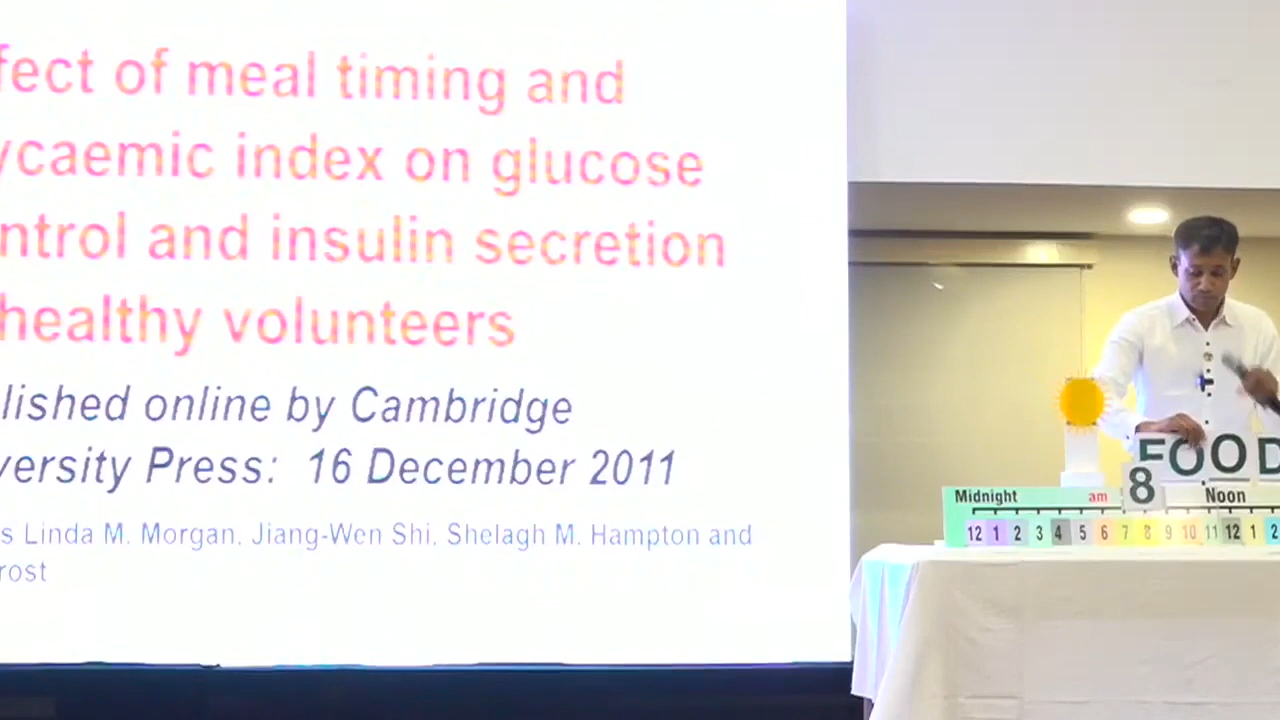 fect of meal timing and
ycaemic index on glucose
ntrol and insulin secretion
healthy volunteers
lished online by Cambridge
versity Press: 16 December 2011
s Linda M. Morgan, Jiang-Wen Shi, Shelagh M. Hampton and
rost
FOOD
8
Midnight am Noon
12 1 2 3 4 5 6 7 8 9 10 11 12 1 2